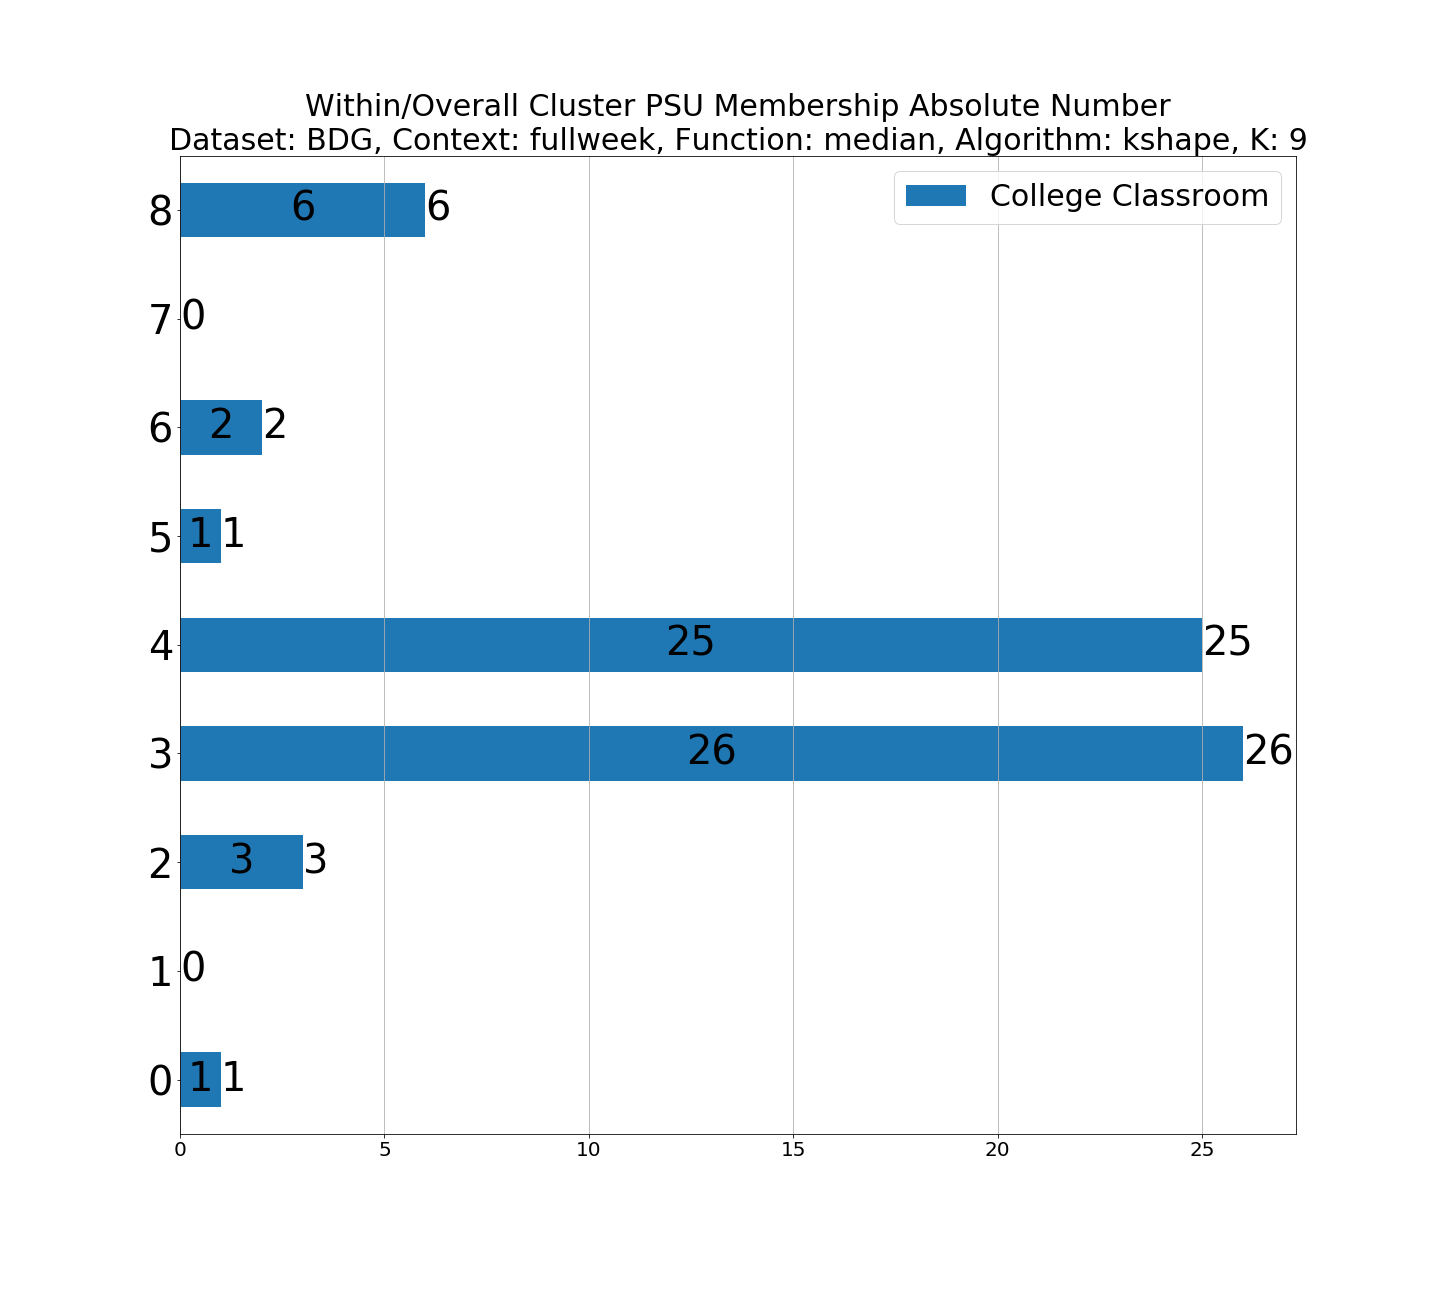 Within/Overall Cluster PSU Membership Absolute Number
Dataset: BDG, Context: fullweek, Function: median, Algorithm: kshape, K: 9
College Classroom
8 6 6
7 0
6 2 2
5 1 1
4 25 25
3 26 26
2 3 3
1 0
0 1 1
0 5 10 15 20 25